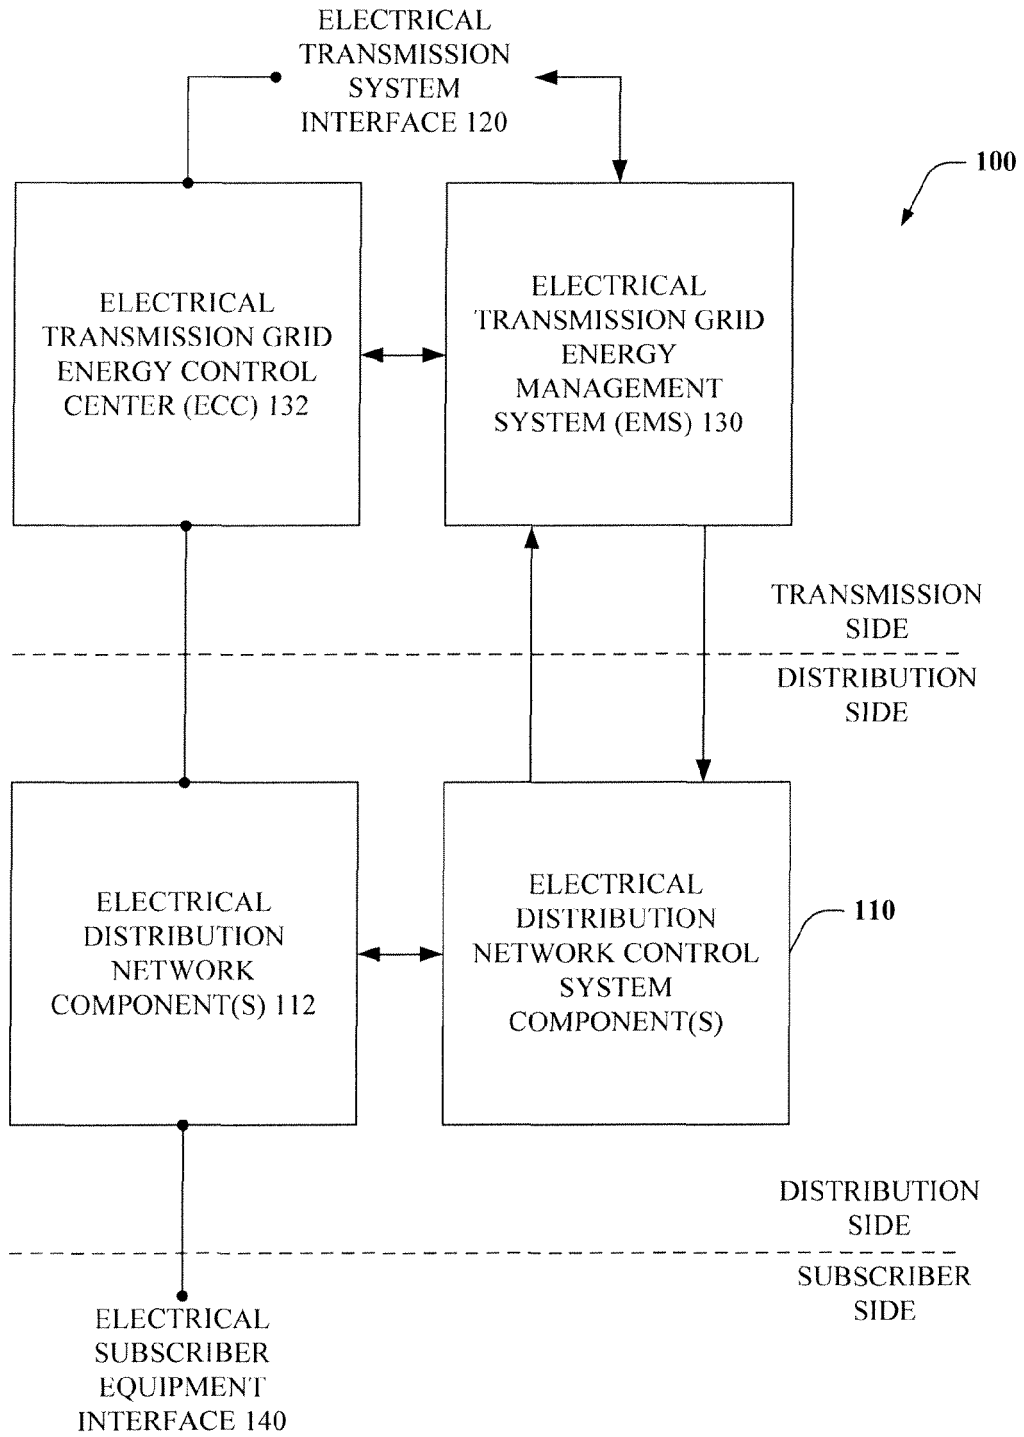 ELECTRICAL
TRANSMISSION
SYSTEM
INTERFACE 120
100
ELECTRICAL
TRANSMISSION GRID
ENERGY CONTROL
CENTER (ECC) 132
ELECTRICAL
TRANSMISSION GRID
ENERGY
MANAGEMENT
SYSTEM (EMS) 130
TRANSMISSION
SIDE
DISTRIBUTION
SIDE
ELECTRICAL
DISTRIBUTION
NETWORK
COMPONENT(S) 112
ELECTRICAL
DISTRIBUTION
NETWORK CONTROL
SYSTEM
COMPONENT(S)
110
DISTRIBUTION
SIDE
SUBSCRIBER
SIDE
ELECTRICAL
SUBSCRIBER
EQUIPMENT
INTERFACE 140